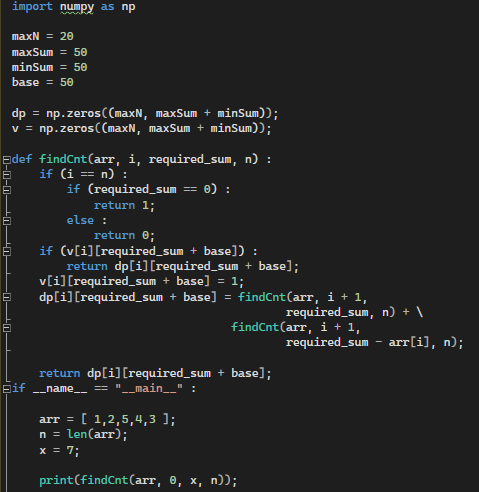 import numpy as np
maxN = 20
maxSum = 50
minSum = 50
base = 50
dp = np.zeros((maxN, maxSum + minSum));
v = np.zeros((maxN, maxSum + minSum));
def findCnt(arr, i, required_sum, n) :
if (i == n) :
if (required_sum == 0) :
return 1;
else :
return 0;
if (v[i][required_sum + base]) :
return dp[i][required_sum + base];
v[i][required_sum + base] = 1;
dp[i][required_sum + base] = findCnt(arr, i + 1,
required_sum, n) + \
findCnt(arr, i + 1,
required_sum - arr[i], n);
return dp[i][required_sum + base];
if __name__ == "__main__" :
arr = [ 1,2,5,4,3 ];
n = len(arr);
x = 7;
print(findCnt(arr, 0, x, n));